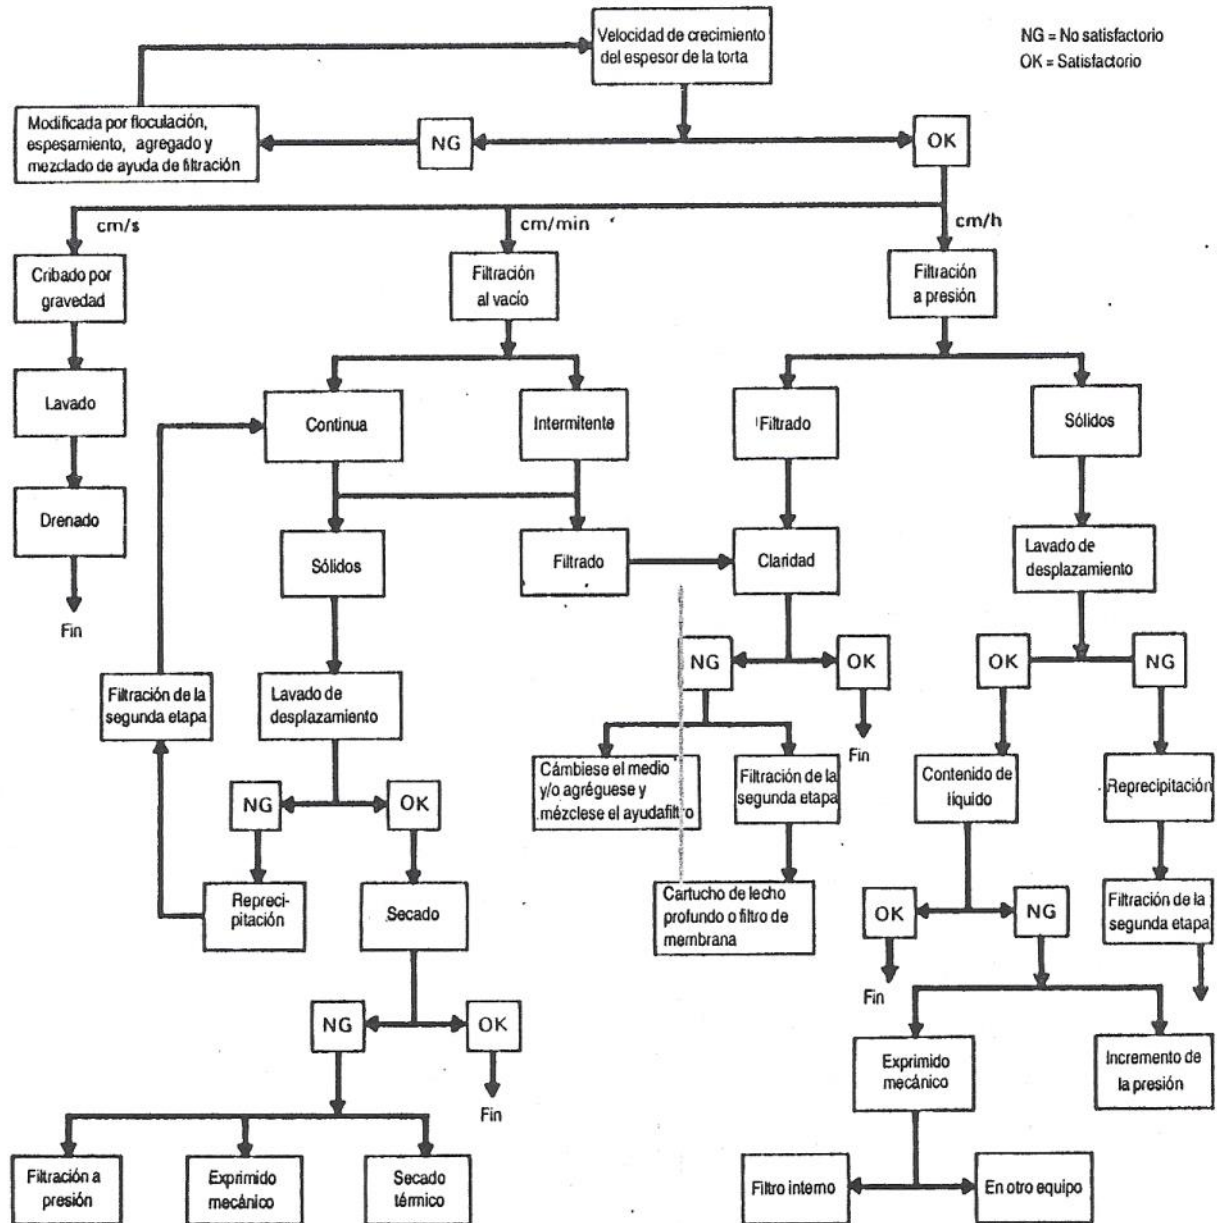 Velocidad de crecimiento
del espesor de la torta
NG = No satisfactorio
OK = Satisfactorio
Modificada por floculación,
espesamiento, agregado y
mezclado de ayuda de filtración
NG
OK
cm/s
cm/min
cm/h
Cribado por
gravedad
Filtración
al vacío
Filtración
a presión
Lavado
Continua
Intermitente
Filtrado
Sólidos
Drenado
Sólidos
Filtrado
Claridad
Lavado de
desplazamiento
Fin
NG
OK
OK
NG
Filtración de la
segunda etapa
Lavado de
desplazamiento
Fin
Cámbiese el medio
y/o agréguese y
mézclese el ayudafiltro
Filtración de la
segunda etapa
Contenido de
líquido
Reprecipitación
NG
OK
Repreci-
pitación
Secado
Cartucho de lecho
profundo o filtro de
membrana
OK
NG
Filtración de la
segunda etapa
Fin
NG
OK
Exprimido
mecánico
Incremento de
la presión
Fin
Filtración a
presión
Exprimido
mecánico
Secado
térmico
Filtro interno
En otro equipo